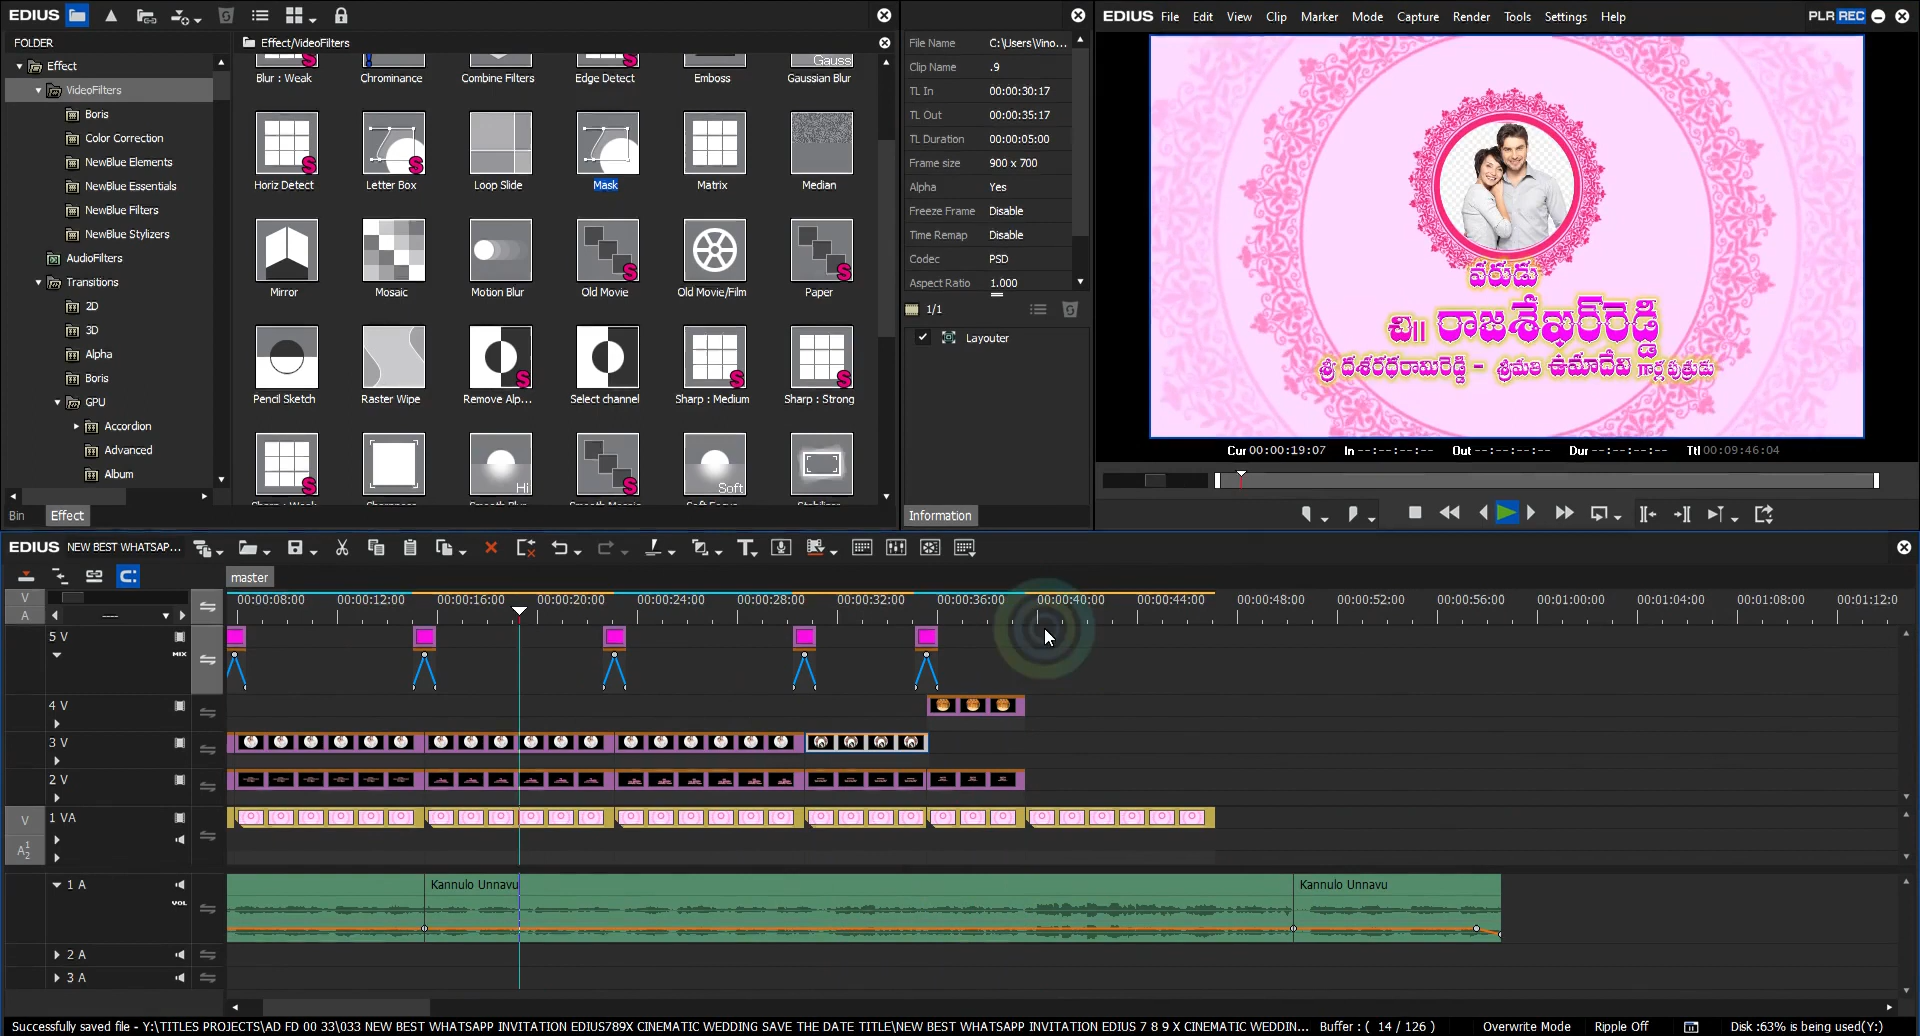 EDIUS
FOLDER
Effect
VideoFilters
Boris
Color Correction
NewBlue Elements
NewBlue Essentials
NewBlue Filters
NewBlue Stylizers
AudioFilters
Transitions
2D
3D
Alpha
Boris
GPU
Accordion
Advanced
Album
Bin Effect
Effect/VideoFilters
Gauss
Blur : Weak Chrominance Combine Filters Edge Detect Emboss Gaussian Blur
Horiz Detect Letter Box Loop Slide Mask Matrix Median
Mirror Mosaic Motion Blur Old Movie Old Movie/Film Paper
Pencil Sketch Raster Wipe Remove Alp... Select channel Sharp : Medium Sharp : Strong
Hi Soft
File Name C:\Users\Vino...
Clip Name .9
TL In 00:00:30:17
TL Out 00:00:35:17
TL Duration 00:00:05:00
Frame size 900 x 700
Alpha Yes
Freeze Frame Disable
Time Remap Disable
Codec PSD
Aspect Ratio 1.000
1/1
Layouter
Information
EDIUS File Edit View Clip Marker Mode Capture Render Tools Settings Help PLR REC
వరుడు
చి|| రాజశేఖర్‌రెడ్డి
శ్రీ దశరధరామిరెడ్డి - శ్రీమతి ఉమాదేవి గార్ల పుత్రుడు
Cur 00:00:19:07 In --:--:--:-- Out --:--:--:-- Dur --:--:--:-- Ttl 00:09:46:04
EDIUS NEW BEST WHATSAP...
master
00:00:08:00 00:00:12:00 00:00:16:00 00:00:20:00 00:00:24:00 00:00:28:00 00:00:32:00 00:00:36:00 00:00:40:00 00:00:44:00 00:00:48:00 00:00:52:00 00:00:56:00 00:01:00:00 00:01:04:00 00:01:08:00 00:01:12:0
V
A
5 V
MIX
4 V
3 V
2 V
V 1 VA
A 1 2
1 A Kannulo Unnavu Kannulo Unnavu
VOL
2 A
3 A
Successfully saved file - Y:\TITLES PROJECTS\AD FD 00 33\033 NEW BEST WHATSAPP INVITATION EDIUS789X CINEMATIC WEDDING SAVE THE DATE TITLE\NEW BEST WHATSAPP INVITATION EDIUS 7 8 9 X CINEMATIC WEDDIN... Buffer : ( 14 / 126 ) Overwrite Mode Ripple Off Disk :63% is being used(Y:)